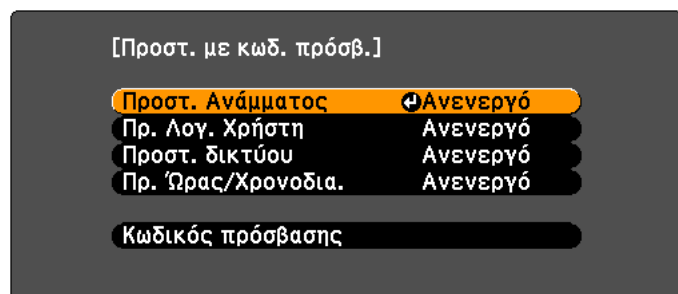 [Προστ. με κωδ. πρόσβ.]
Προστ. Ανάμματος Ανενεργό
Πρ. Λογ. Χρήστη Ανενεργό
Προστ. δικτύου Ανενεργό
Πρ. Ώρας/Χρονοδια. Ανενεργό
Κωδικός πρόσβασης